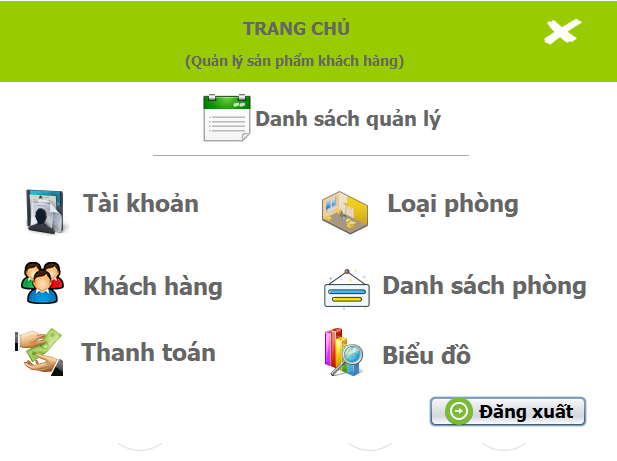 TRANG CHỦ
(Quản lý sản phẩm khách hàng)
Danh sách quản lý
Tài khoản
Loại phòng
Khách hàng
Danh sách phòng
Thanh toán
Biểu đồ
Đăng xuất